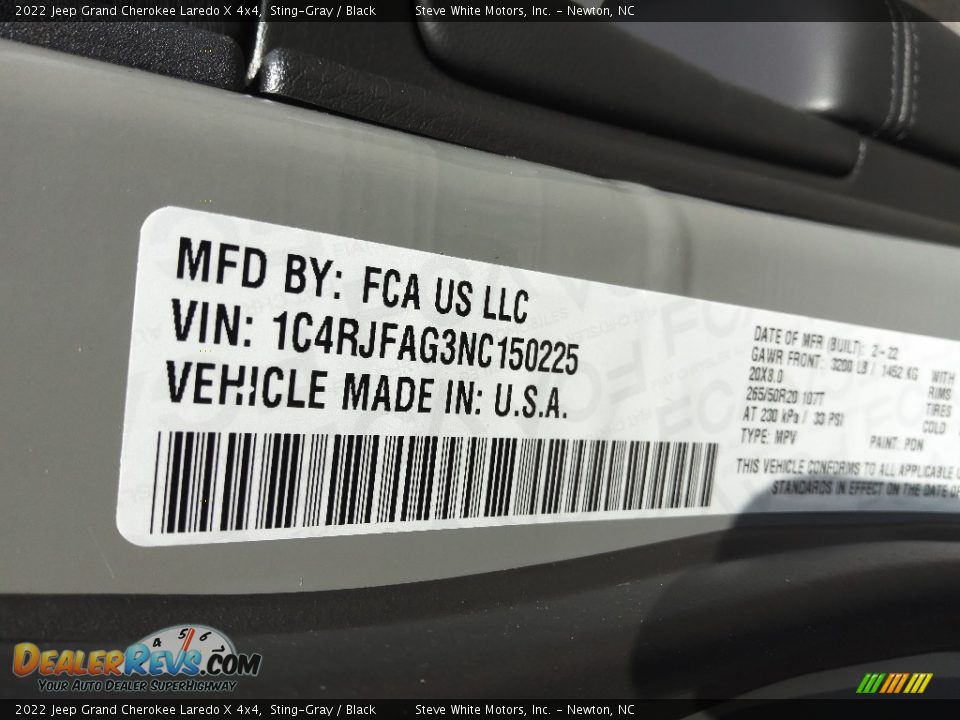 2022 Jeep Grand Cherokee Laredo X 4x4, Sting-Gray / Black Steve White Motors, Inc. - Newton, NC
MFD BY: FCA US LLC
VIN: 1C4RJFAG3NC150225
VEHICLE MADE IN: U.S.A.
DATE OF MFR (BUILT): 2-22
GAWR FRONT: 3200 LB / 1452 KG WITH
20X8.0 RIMS
265/50R20 107T TIRES
AT 230 kPa / 33 PSI COLD
TYPE: MPV PAINT: PDN
THIS VEHICLE CONFORMS TO ALL APPLICABLE
STANDARDS IN EFFECT ON THE DATE
4 5 6
DEALERREVS.COM
YOUR AUTO DEALER SUPERHIGHWAY
2022 Jeep Grand Cherokee Laredo X 4x4, Sting-Gray / Black Steve White Motors, Inc. - Newton, NC